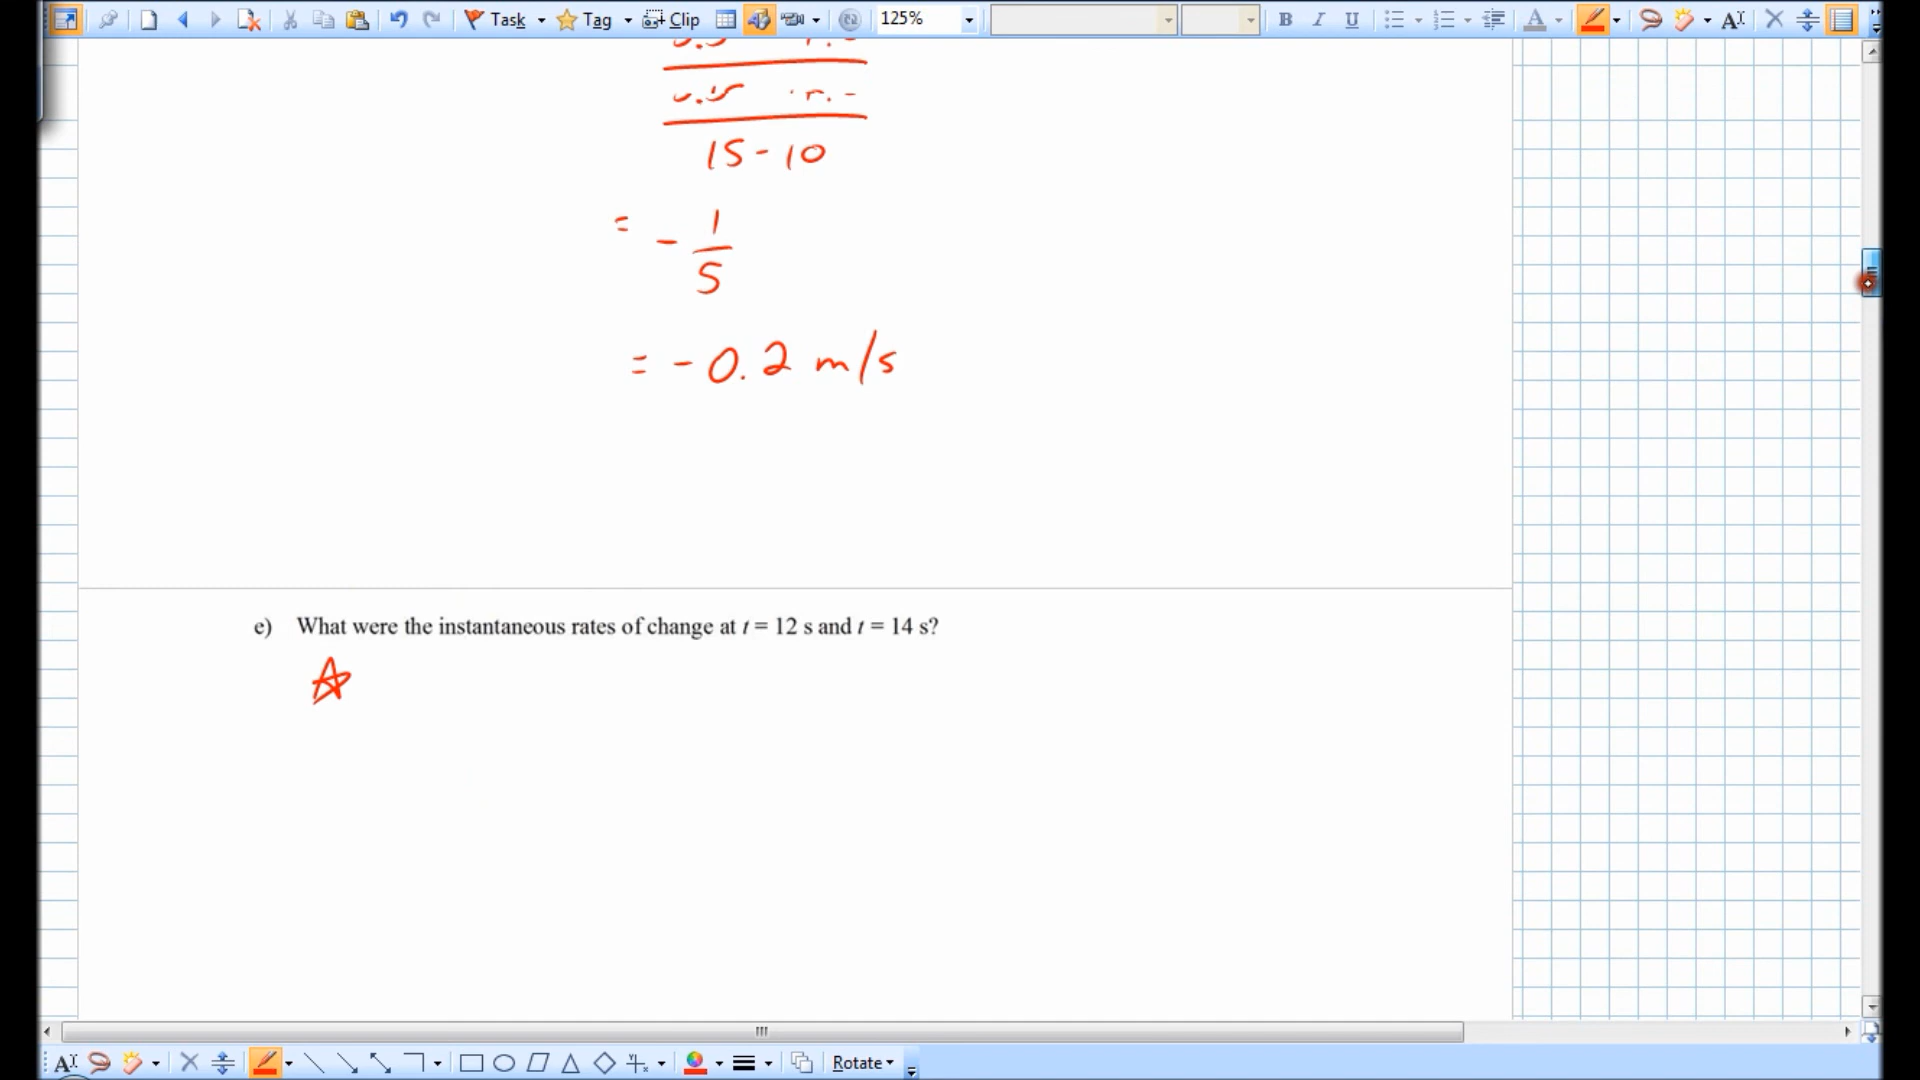 Task Tag Clip 125% B I U A
15 - 10
= - 1
5
= - 0.2 m/s
e) What were the instantaneous rates of change at t = 12 s and t = 14 s?
Rotate